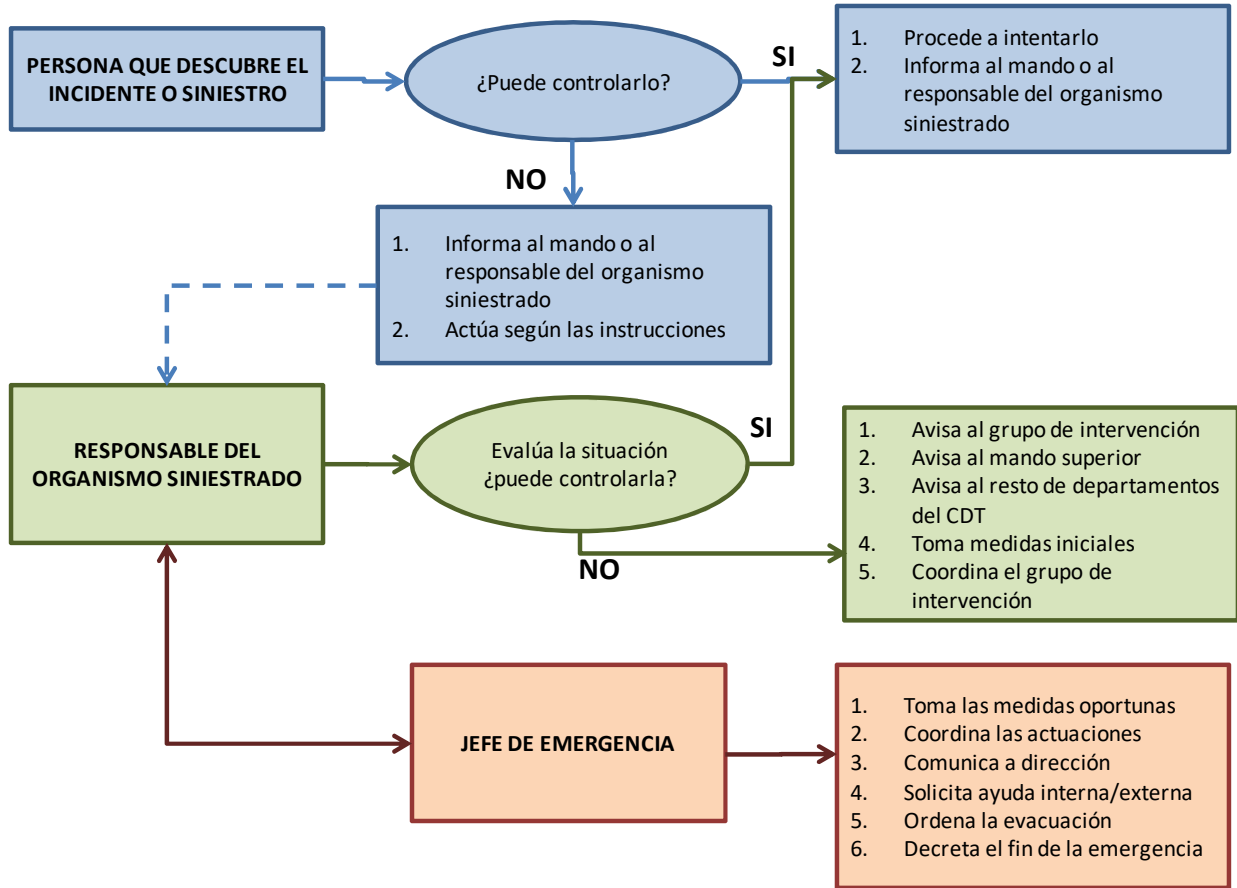 PERSONA QUE DESCUBRE EL
INCIDENTE O SINIESTRO
¿Puede controlarlo?
SI
1. Procede a intentarlo
2. Informa al mando o al
responsable del organismo
siniestrado
NO
1. Informa al mando o al
responsable del organismo
siniestrado
2. Actúa según las instrucciones
RESPONSABLE DEL
ORGANISMO SINIESTRADO
Evalúa la situación
¿puede controlarla?
SI
NO
1. Avisa al grupo de intervención
2. Avisa al mando superior
3. Avisa al resto de departamentos
del CDT
4. Toma medidas iniciales
5. Coordina el grupo de
intervención
JEFE DE EMERGENCIA
1. Toma las medidas oportunas
2. Coordina las actuaciones
3. Comunica a dirección
4. Solicita ayuda interna/externa
5. Ordena la evacuación
6. Decreta el fin de la emergencia